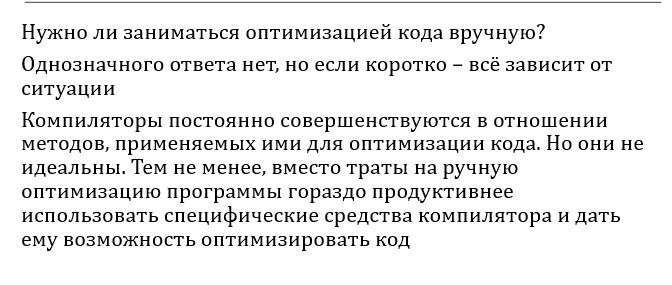 Нужно ли заниматься оптимизацией кода вручную?
Однозначного ответа нет, но если коротко – всё зависит от
ситуации
Компиляторы постоянно совершенствуются в отношении
методов, применяемых ими для оптимизации кода. Но они не
идеальны. Тем не менее, вместо траты на ручную
оптимизацию программы гораздо продуктивнее
использовать специфические средства компилятора и дать
ему возможность оптимизировать код